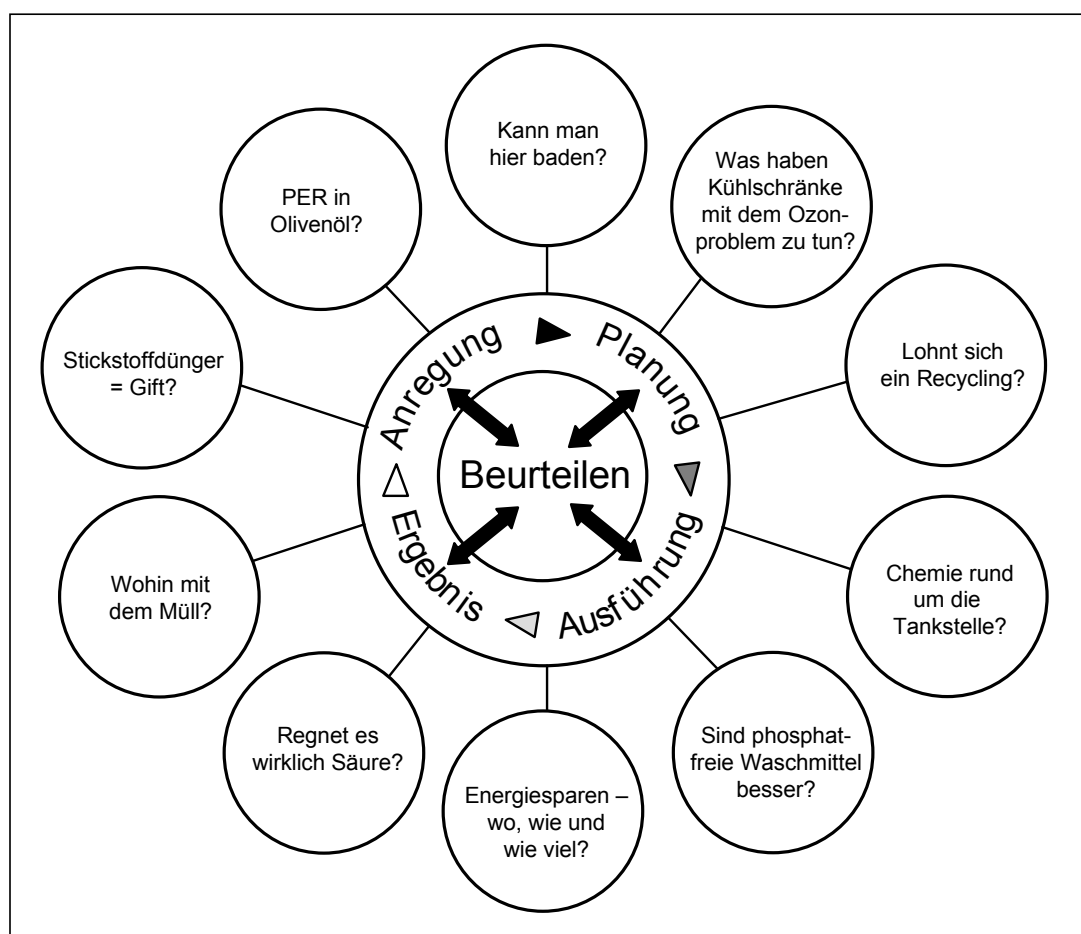 Kann man
hier baden?
Was haben
Kühlschränke
mit dem Ozon-
problem zu tun?
Lohnt sich
ein Recycling?
Chemie rund
um die
Tankstelle?
Sind phosphat-
freie Waschmittel
besser?
Energiesparen –
wo, wie und
wie viel?
Regnet es
wirklich Säure?
Wohin mit
dem Müll?
Stickstoffdünger
= Gift?
PER in
Olivenöl?
Anregung
Planung
Ausführung
Ergebnis
Beurteilen